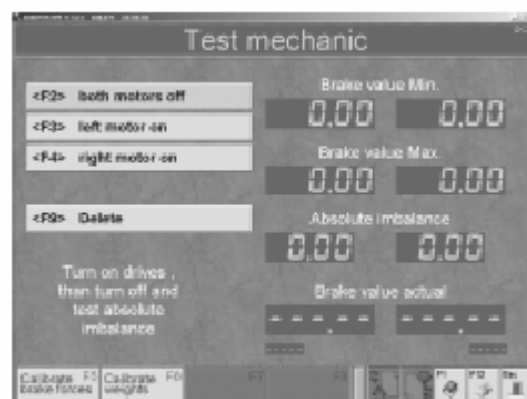 Test mechanic
<F2> both motors off
<F3> left motor on
<F4> right motor on
<F9> Delete
Turn on drives ,
than turn off and
test absolute
imbalance
Brake value Min.
0.00 0.00
Brake value Max.
0.00 0.00
Absolute imbalance
0.00 0.00
Brake value actual
----.- ----.-
Calibrate F5
brake forces
Calibrate F6
weights
F7
F8
F1
F12
Esc